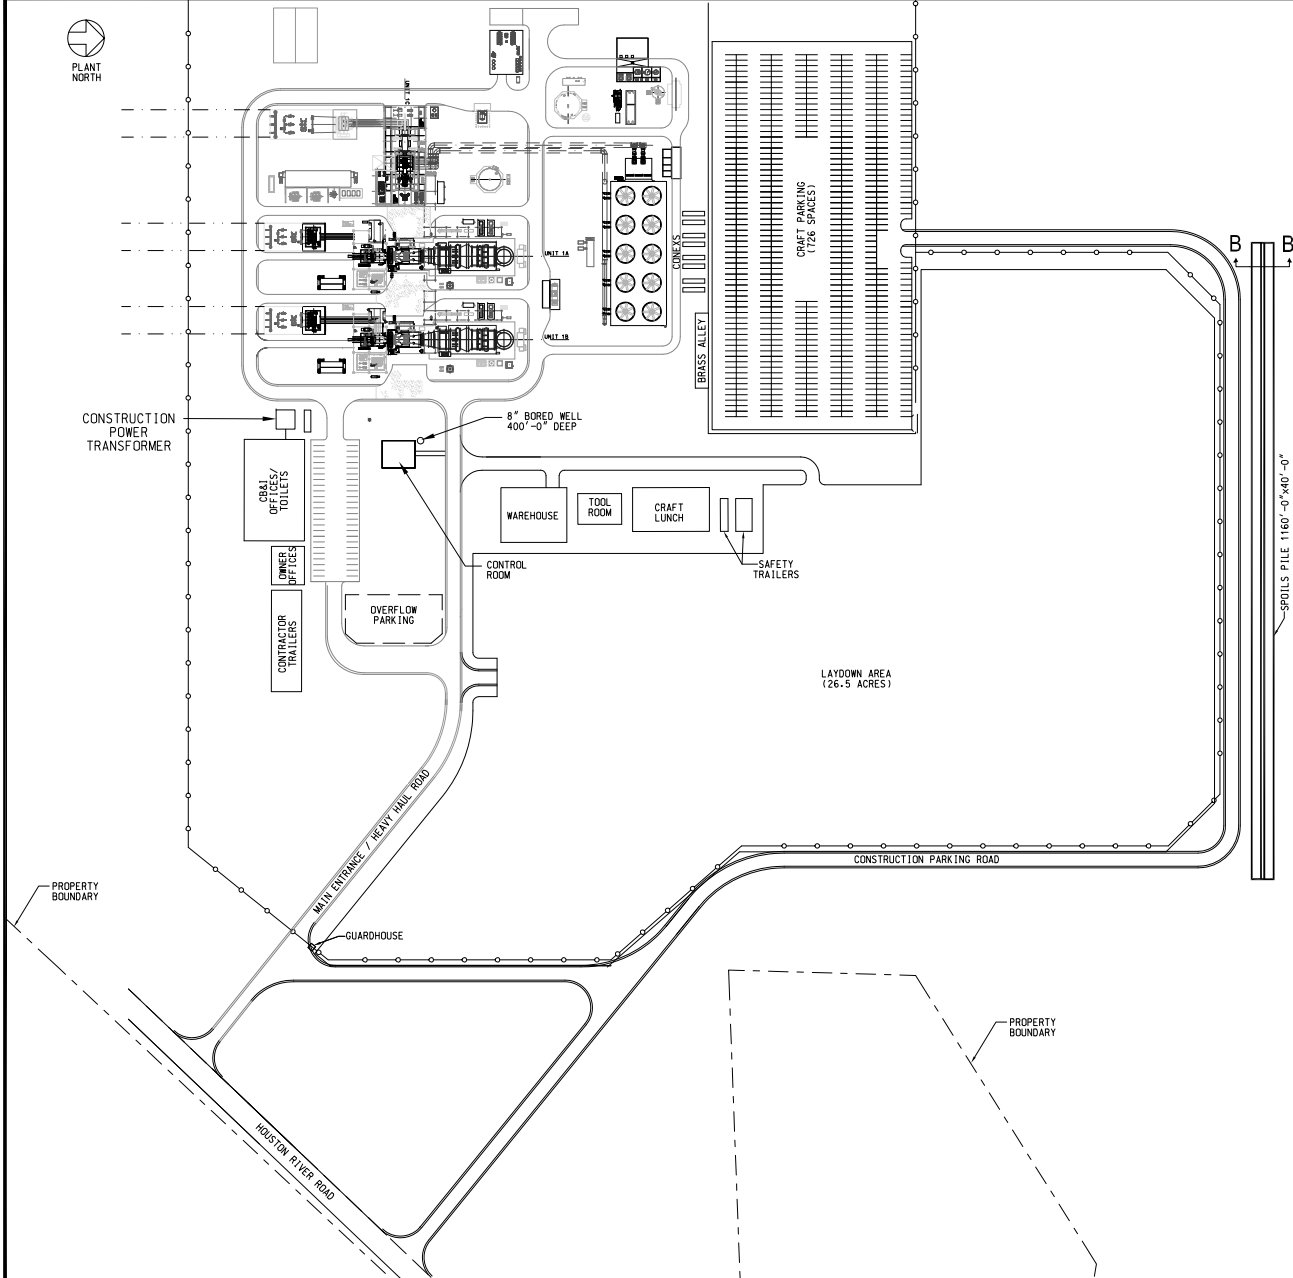 PLANT
NORTH
UNIT 1C
UNIT 1A
UNIT 1B
CONEXS
BRASS ALLEY
CRAFT PARKING
(726 SPACES)
B
B
CONSTRUCTION
POWER
TRANSFORMER
8" BORED WELL
400'-0" DEEP
CB&I
OFFICES/
TOILETS
OWNER
OFFICES
CONTRACTOR
TRAILERS
CONTROL
ROOM
OVERFLOW
PARKING
WAREHOUSE
TOOL
ROOM
CRAFT
LUNCH
SAFETY
TRAILERS
SPOILS PILE 1160'-0"x40'-0"
LAYDOWN AREA
(26.5 ACRES)
MAIN ENTRANCE / HEAVY HAUL ROAD
CONSTRUCTION PARKING ROAD
PROPERTY
BOUNDARY
GUARDHOUSE
PROPERTY
BOUNDARY
HOUSTON RIVER ROAD